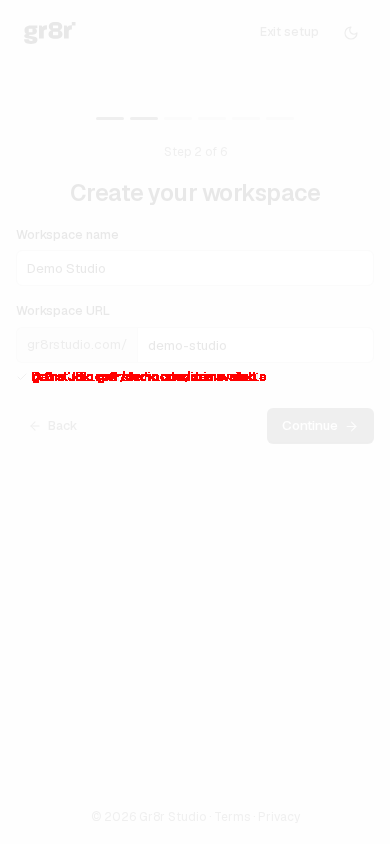 gr8r
Exit setup
Step 2 of 6
Create your workspace
Workspace name
Demo Studio
Workspace URL
gr8rstudio.com/ demo-studio
Back
Continue
© 2026 Gr8r Studio · Terms · Privacy